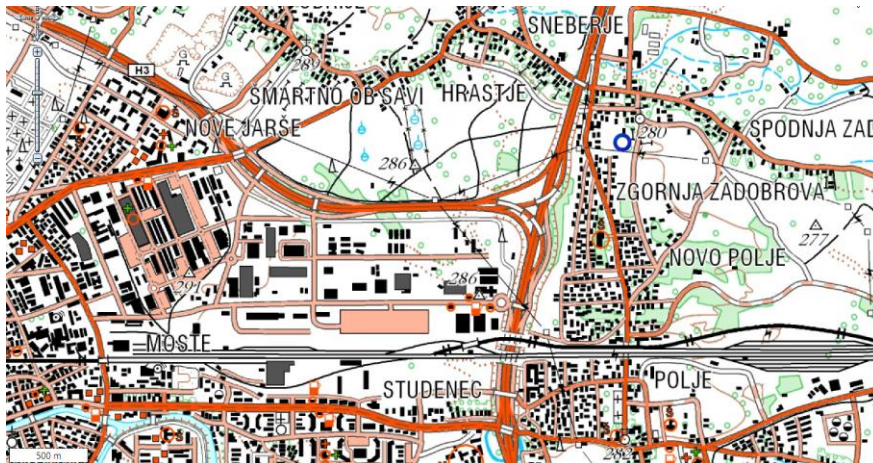 SNEBERJE
H3
289
ŠMARTNO OB SAVI
HRASTJE
NOVE JARŠE
280
SPODNJA ZAD
286
ZGORNJA ZADOBROVA
277
NOVO POLJE
291
286
MOSTE
STUDENEC
POLJE
500 m
282